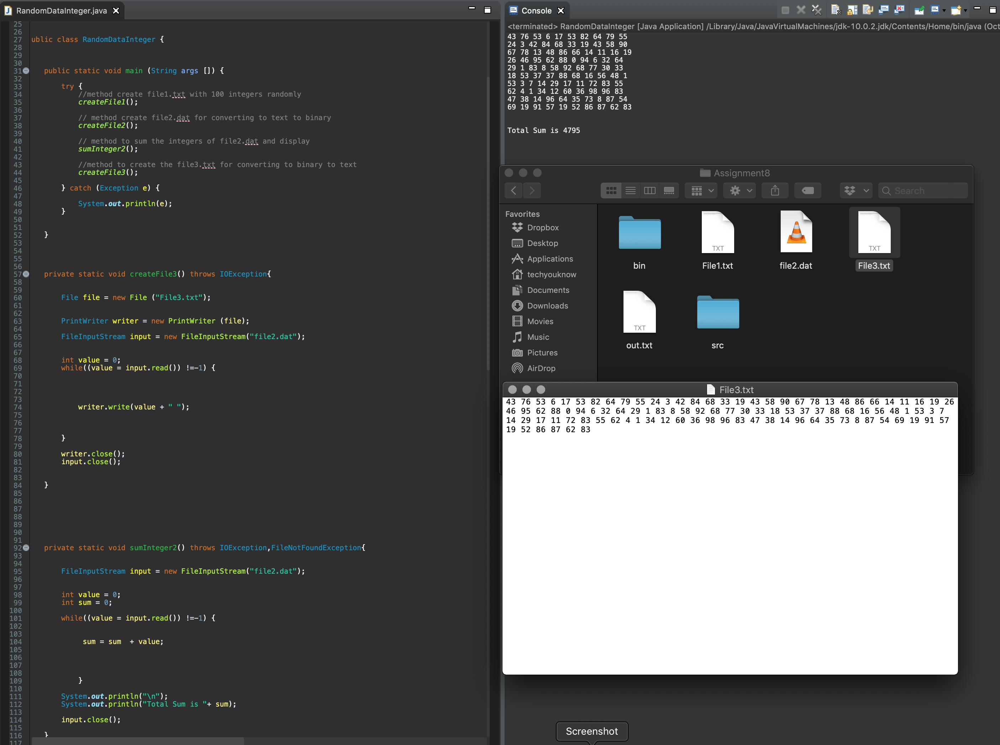 RandomDataInteger.java
25
26
27 ublic class RandomDataInteger {
28
29
30
31 public static void main (String args []) {
32
33 try {
34 //method create file1.txt with 100 integers randomly
35 createFile1();
36
37 // method create file2.dat for converting to text to binary
38 createFile2();
39
40 // method to sum the integers of file2.dat and display
41 sumInteger2();
42
43 //method to create the file3.txt for converting to binary to text
44 createFile3();
45
46 } catch (Exception e) {
47
48 System.out.println(e);
49 }
50
51
52 }
53
54
55
56
57 private static void createFile3() throws IOException{
58
59
60 File file = new File ("File3.txt");
61
62
63 PrintWriter writer = new PrintWriter (file);
64
65 FileInputStream input = new FileInputStream("file2.dat");
66
67
68 int value = 0;
69 while((value = input.read()) !=-1) {
70
71
72
73
74 writer.write(value + " ");
75
76
77
78 }
79
80 writer.close();
81 input.close();
82
83
84 }
85
86
87
88
89
90
91
92 private static void sumInteger2() throws IOException,FileNotFoundException{
93
94
95 FileInputStream input = new FileInputStream("file2.dat");
96
97
98 int value = 0;
99 int sum = 0;
100
101 while((value = input.read()) !=-1) {
102
103
104 sum = sum  + value;
105
106
107
108
109 }
110
111 System.out.println("\n");
112 System.out.println("Total Sum is "+ sum);
113
114 input.close();
115
116 }
117
Console
<terminated> RandomDataInteger [Java Application] /Library/Java/JavaVirtualMachines/jdk-10.0.2.jdk/Contents/Home/bin/java (Oct
43 76 53 6 17 53 82 64 79 55
24 3 42 84 68 33 19 43 58 90
67 78 13 48 86 66 14 11 16 19
26 46 95 62 88 0 94 6 32 64
29 1 83 8 58 92 68 77 30 33
18 53 37 37 88 68 16 56 48 1
53 3 7 14 29 17 11 72 83 55
62 4 1 34 12 60 36 98 96 83
47 38 14 96 64 35 73 8 87 54
69 19 91 57 19 52 86 87 62 83
Total Sum is 4795
Assignment8
Search
Favorites
Dropbox
Desktop
Applications
techyouknow
Documents
Downloads
Movies
Music
Pictures
AirDrop
TXT
TXT
bin
File1.txt
file2.dat
File3.txt
TXT
out.txt
src
File3.txt
43 76 53 6 17 53 82 64 79 55 24 3 42 84 68 33 19 43 58 90 67 78 13 48 86 66 14 11 16 19 26
46 95 62 88 0 94 6 32 64 29 1 83 8 58 92 68 77 30 33 18 53 37 37 88 68 16 56 48 1 53 3 7
14 29 17 11 72 83 55 62 4 1 34 12 60 36 98 96 83 47 38 14 96 64 35 73 8 87 54 69 19 91 57
19 52 86 87 62 83
Screenshot